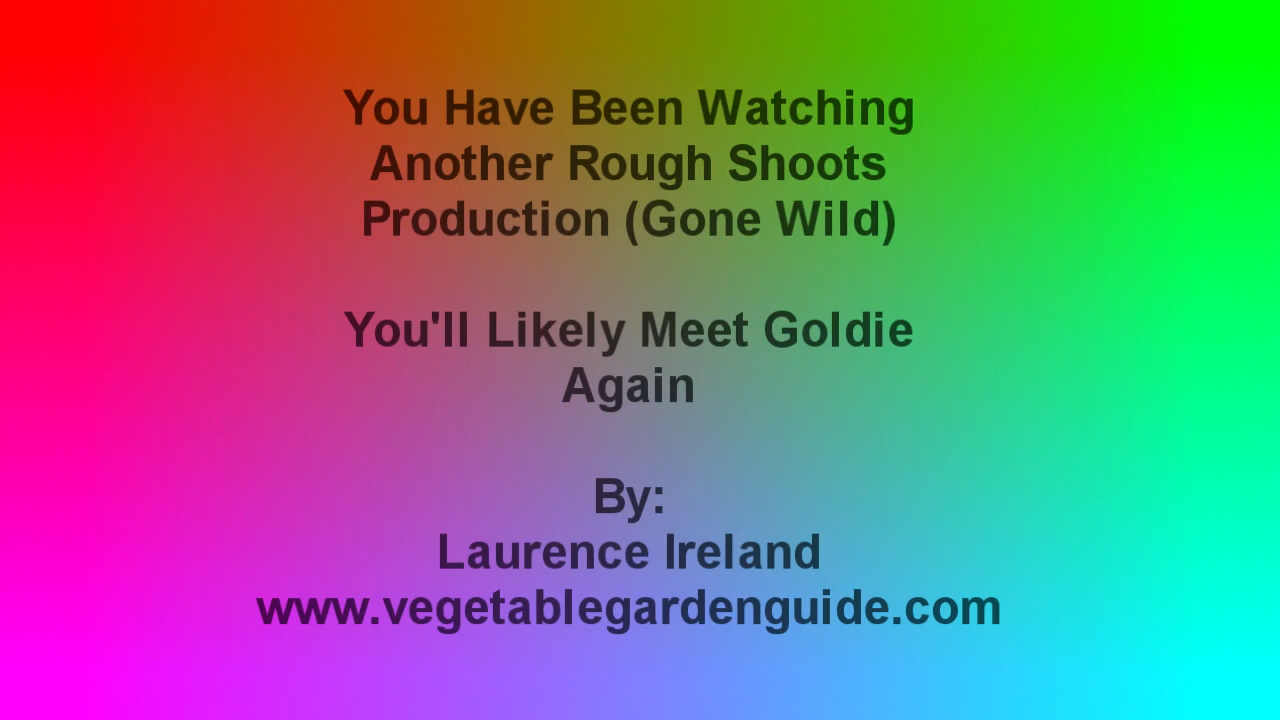 You Have Been Watching
Another Rough Shoots
Production (Gone Wild)
You'll Likely Meet Goldie
Again
By:
Laurence Ireland
www.vegetablegardenguide.com